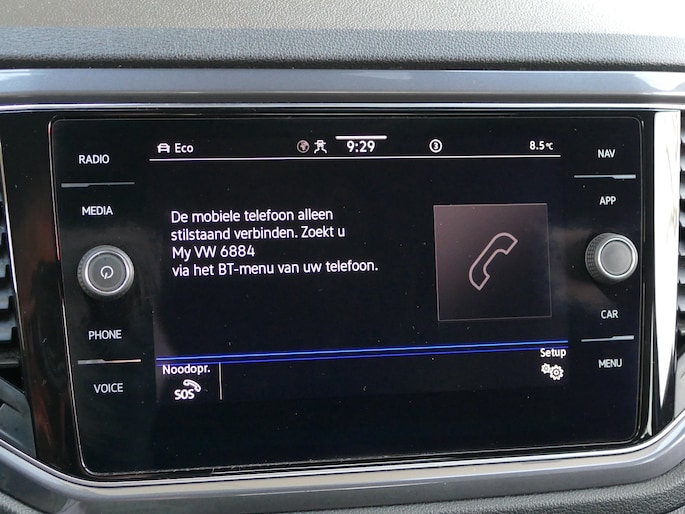 RADIO
MEDIA
PHONE
VOICE
Eco
9:29
3
8.5°C
De mobiele telefoon alleen
stilstaand verbinden. Zoekt u
My VW 6884
via het BT-menu van uw telefoon.
Noodopr.
SOS
Setup
NAV
APP
CAR
MENU